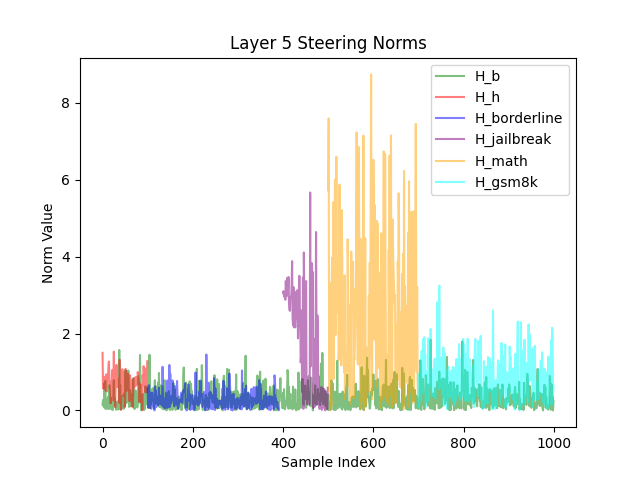 Layer 5 Steering Norms
H_b
H_h
H_borderline
H_jailbreak
H_math
H_gsm8k
Norm Value
8
6
4
2
0
0 200 400 600 800 1000
Sample Index